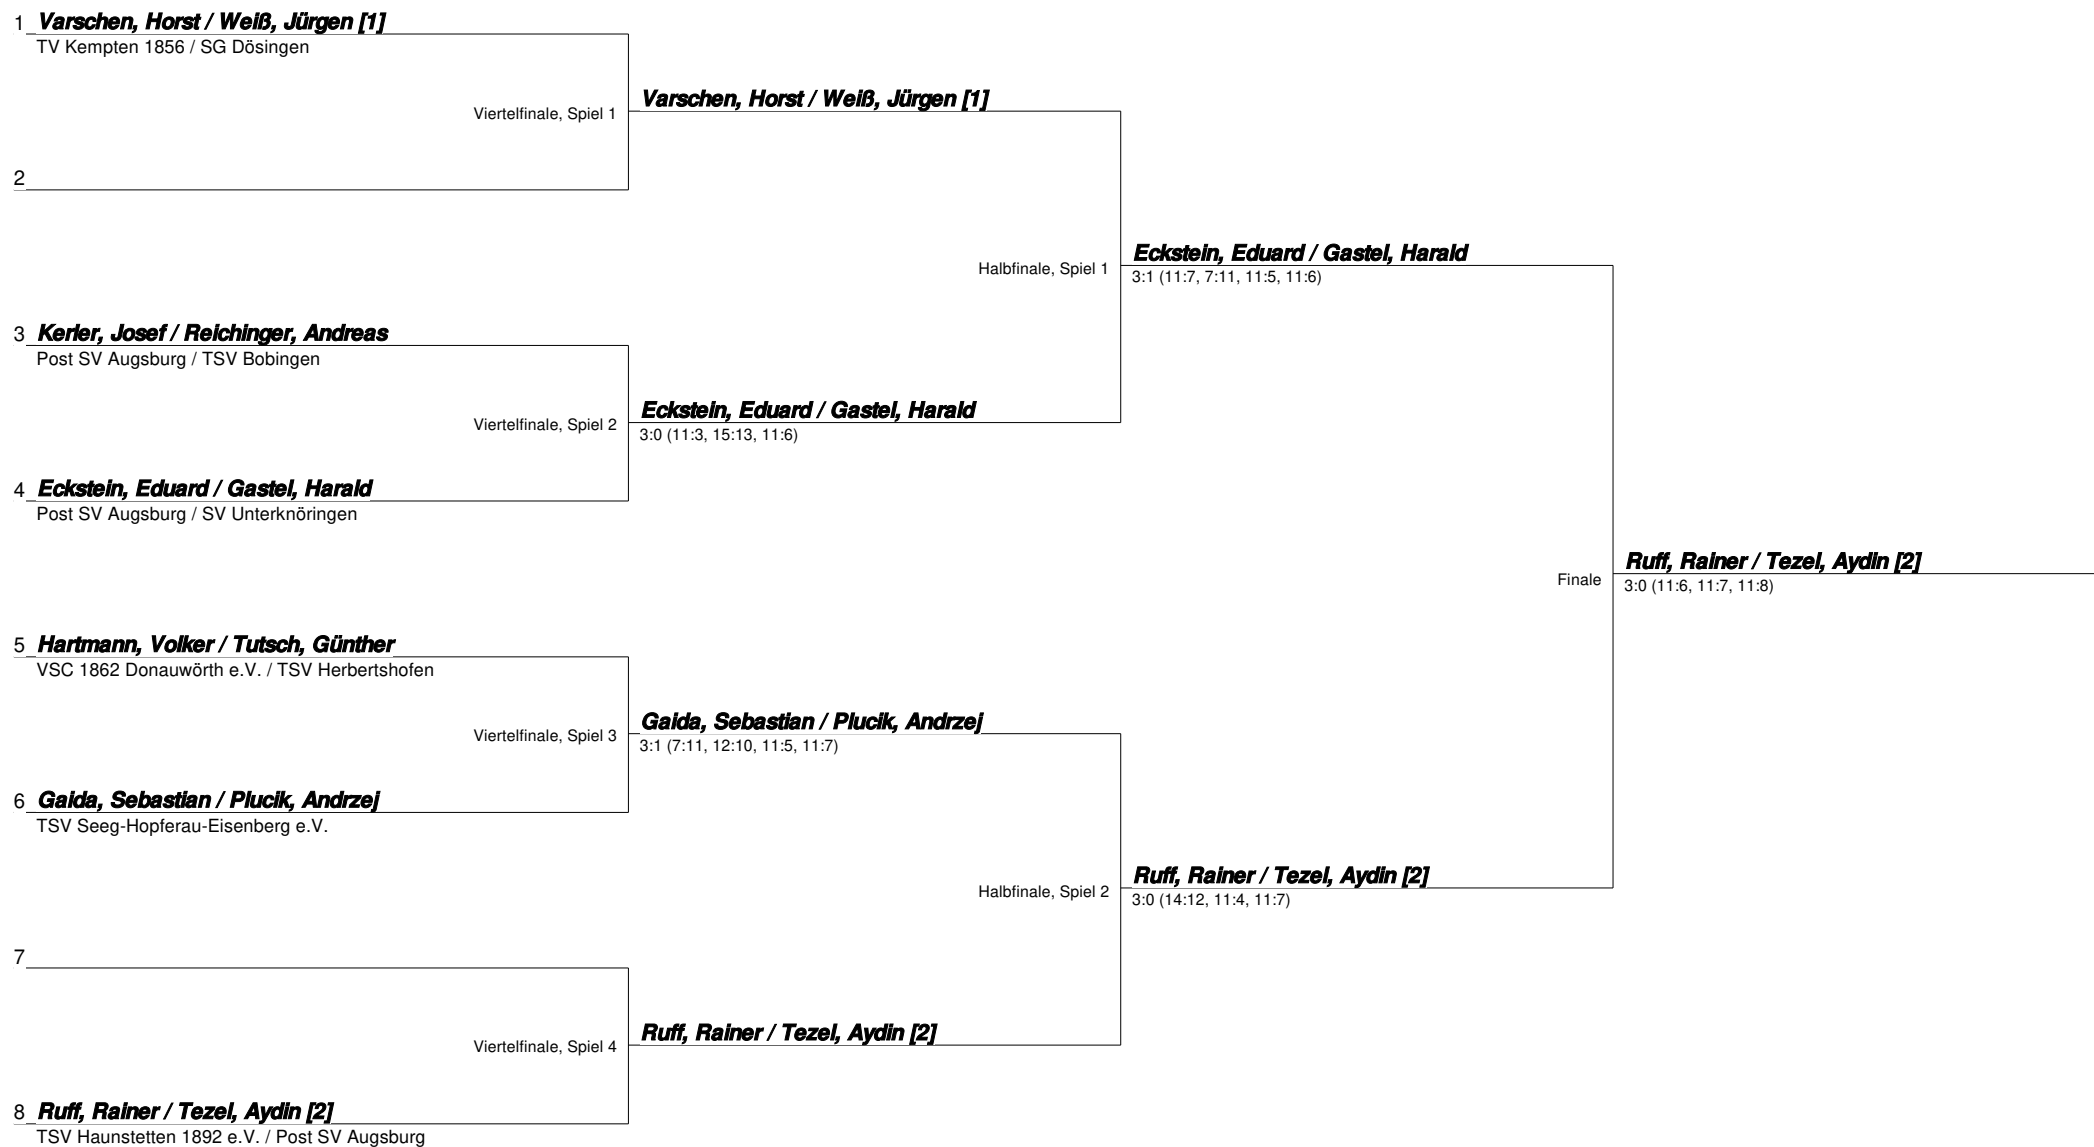 1 Varschen, Horst / Weiß, Jürgen [1]
TV Kempten 1856 / SG Dösingen
Viertelfinale, Spiel 1
Varschen, Horst / Weiß, Jürgen [1]
2
Halbfinale, Spiel 1
Eckstein, Eduard / Gastel, Harald
3:1 (11:7, 7:11, 11:5, 11:6)
3 Kerler, Josef / Reichinger, Andreas
Post SV Augsburg / TSV Bobingen
Viertelfinale, Spiel 2
Eckstein, Eduard / Gastel, Harald
3:0 (11:3, 15:13, 11:6)
4 Eckstein, Eduard / Gastel, Harald
Post SV Augsburg / SV Unterknöringen
Finale
Ruff, Rainer / Tezel, Aydin [2]
3:0 (11:6, 11:7, 11:8)
5 Hartmann, Volker / Tutsch, Günther
VSC 1862 Donauwörth e.V. / TSV Herbertshofen
Viertelfinale, Spiel 3
Gaida, Sebastian / Plucik, Andrzej
3:1 (7:11, 12:10, 11:5, 11:7)
6 Gaida, Sebastian / Plucik, Andrzej
TSV Seeg-Hopferau-Eisenberg e.V.
Halbfinale, Spiel 2
Ruff, Rainer / Tezel, Aydin [2]
3:0 (14:12, 11:4, 11:7)
7
Viertelfinale, Spiel 4
Ruff, Rainer / Tezel, Aydin [2]
8 Ruff, Rainer / Tezel, Aydin [2]
TSV Haunstetten 1892 e.V. / Post SV Augsburg